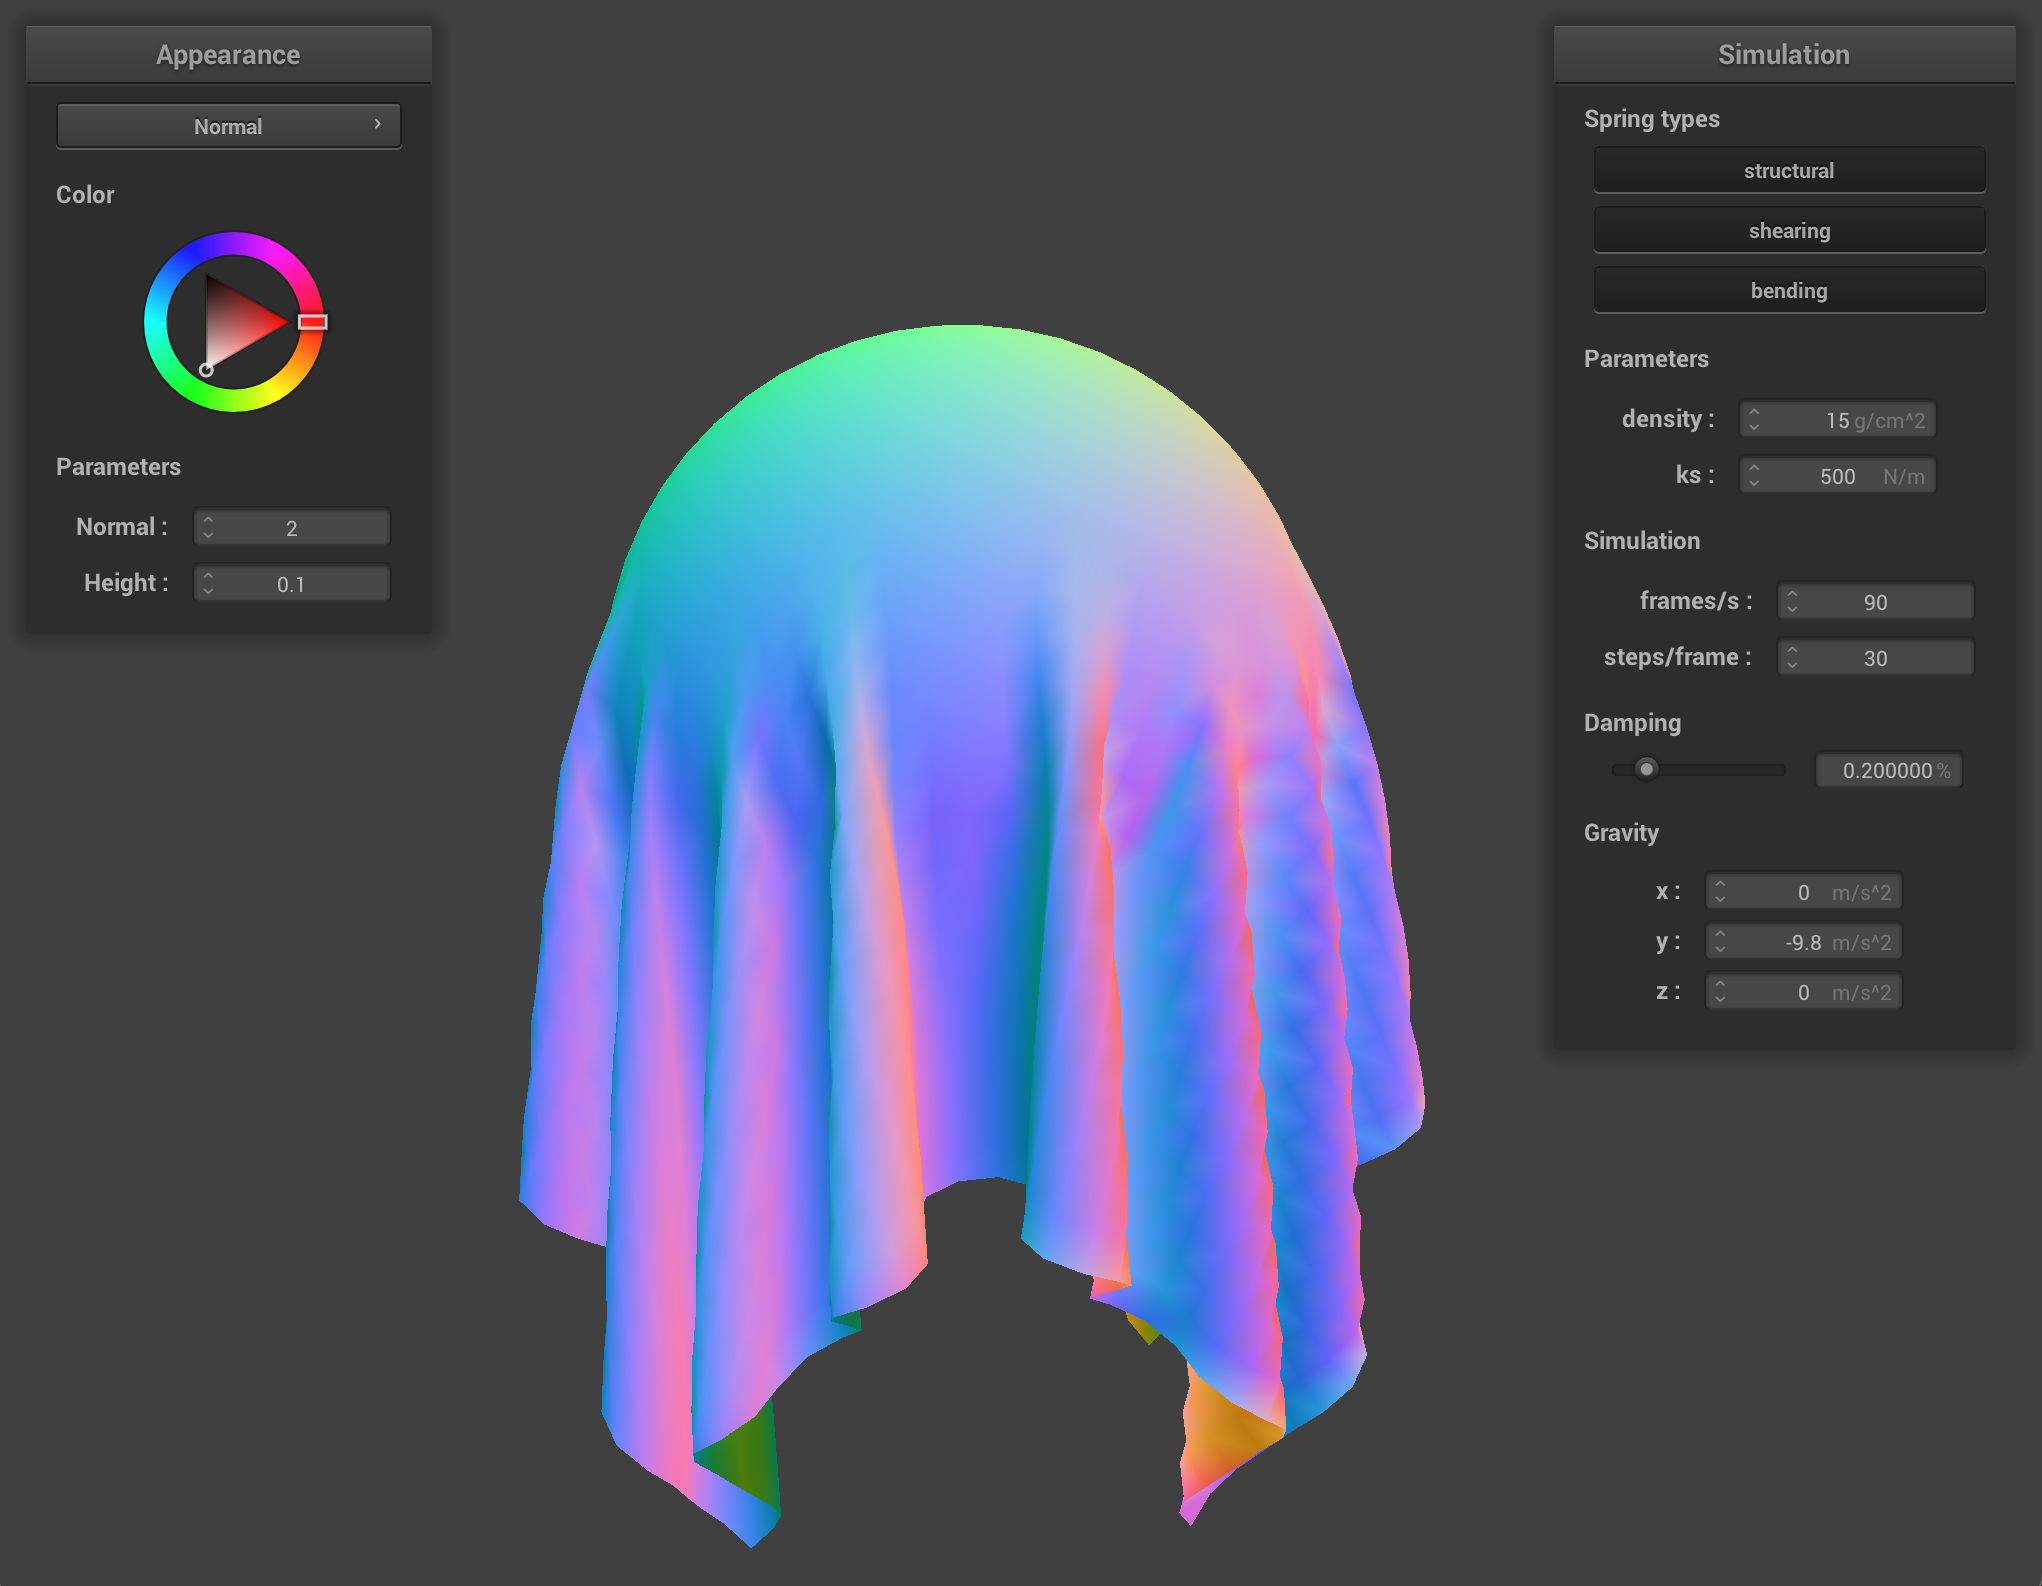 Appearance
Normal
Color
Parameters
Normal : 2
Height : 0.1
Simulation
Spring types
structural
shearing
bending
Parameters
density : 15 g/cm^2
ks : 500 N/m
Simulation
frames/s : 90
steps/frame : 30
Damping
0.200000 %
Gravity
x : 0 m/s^2
y : -9.8 m/s^2
z : 0 m/s^2